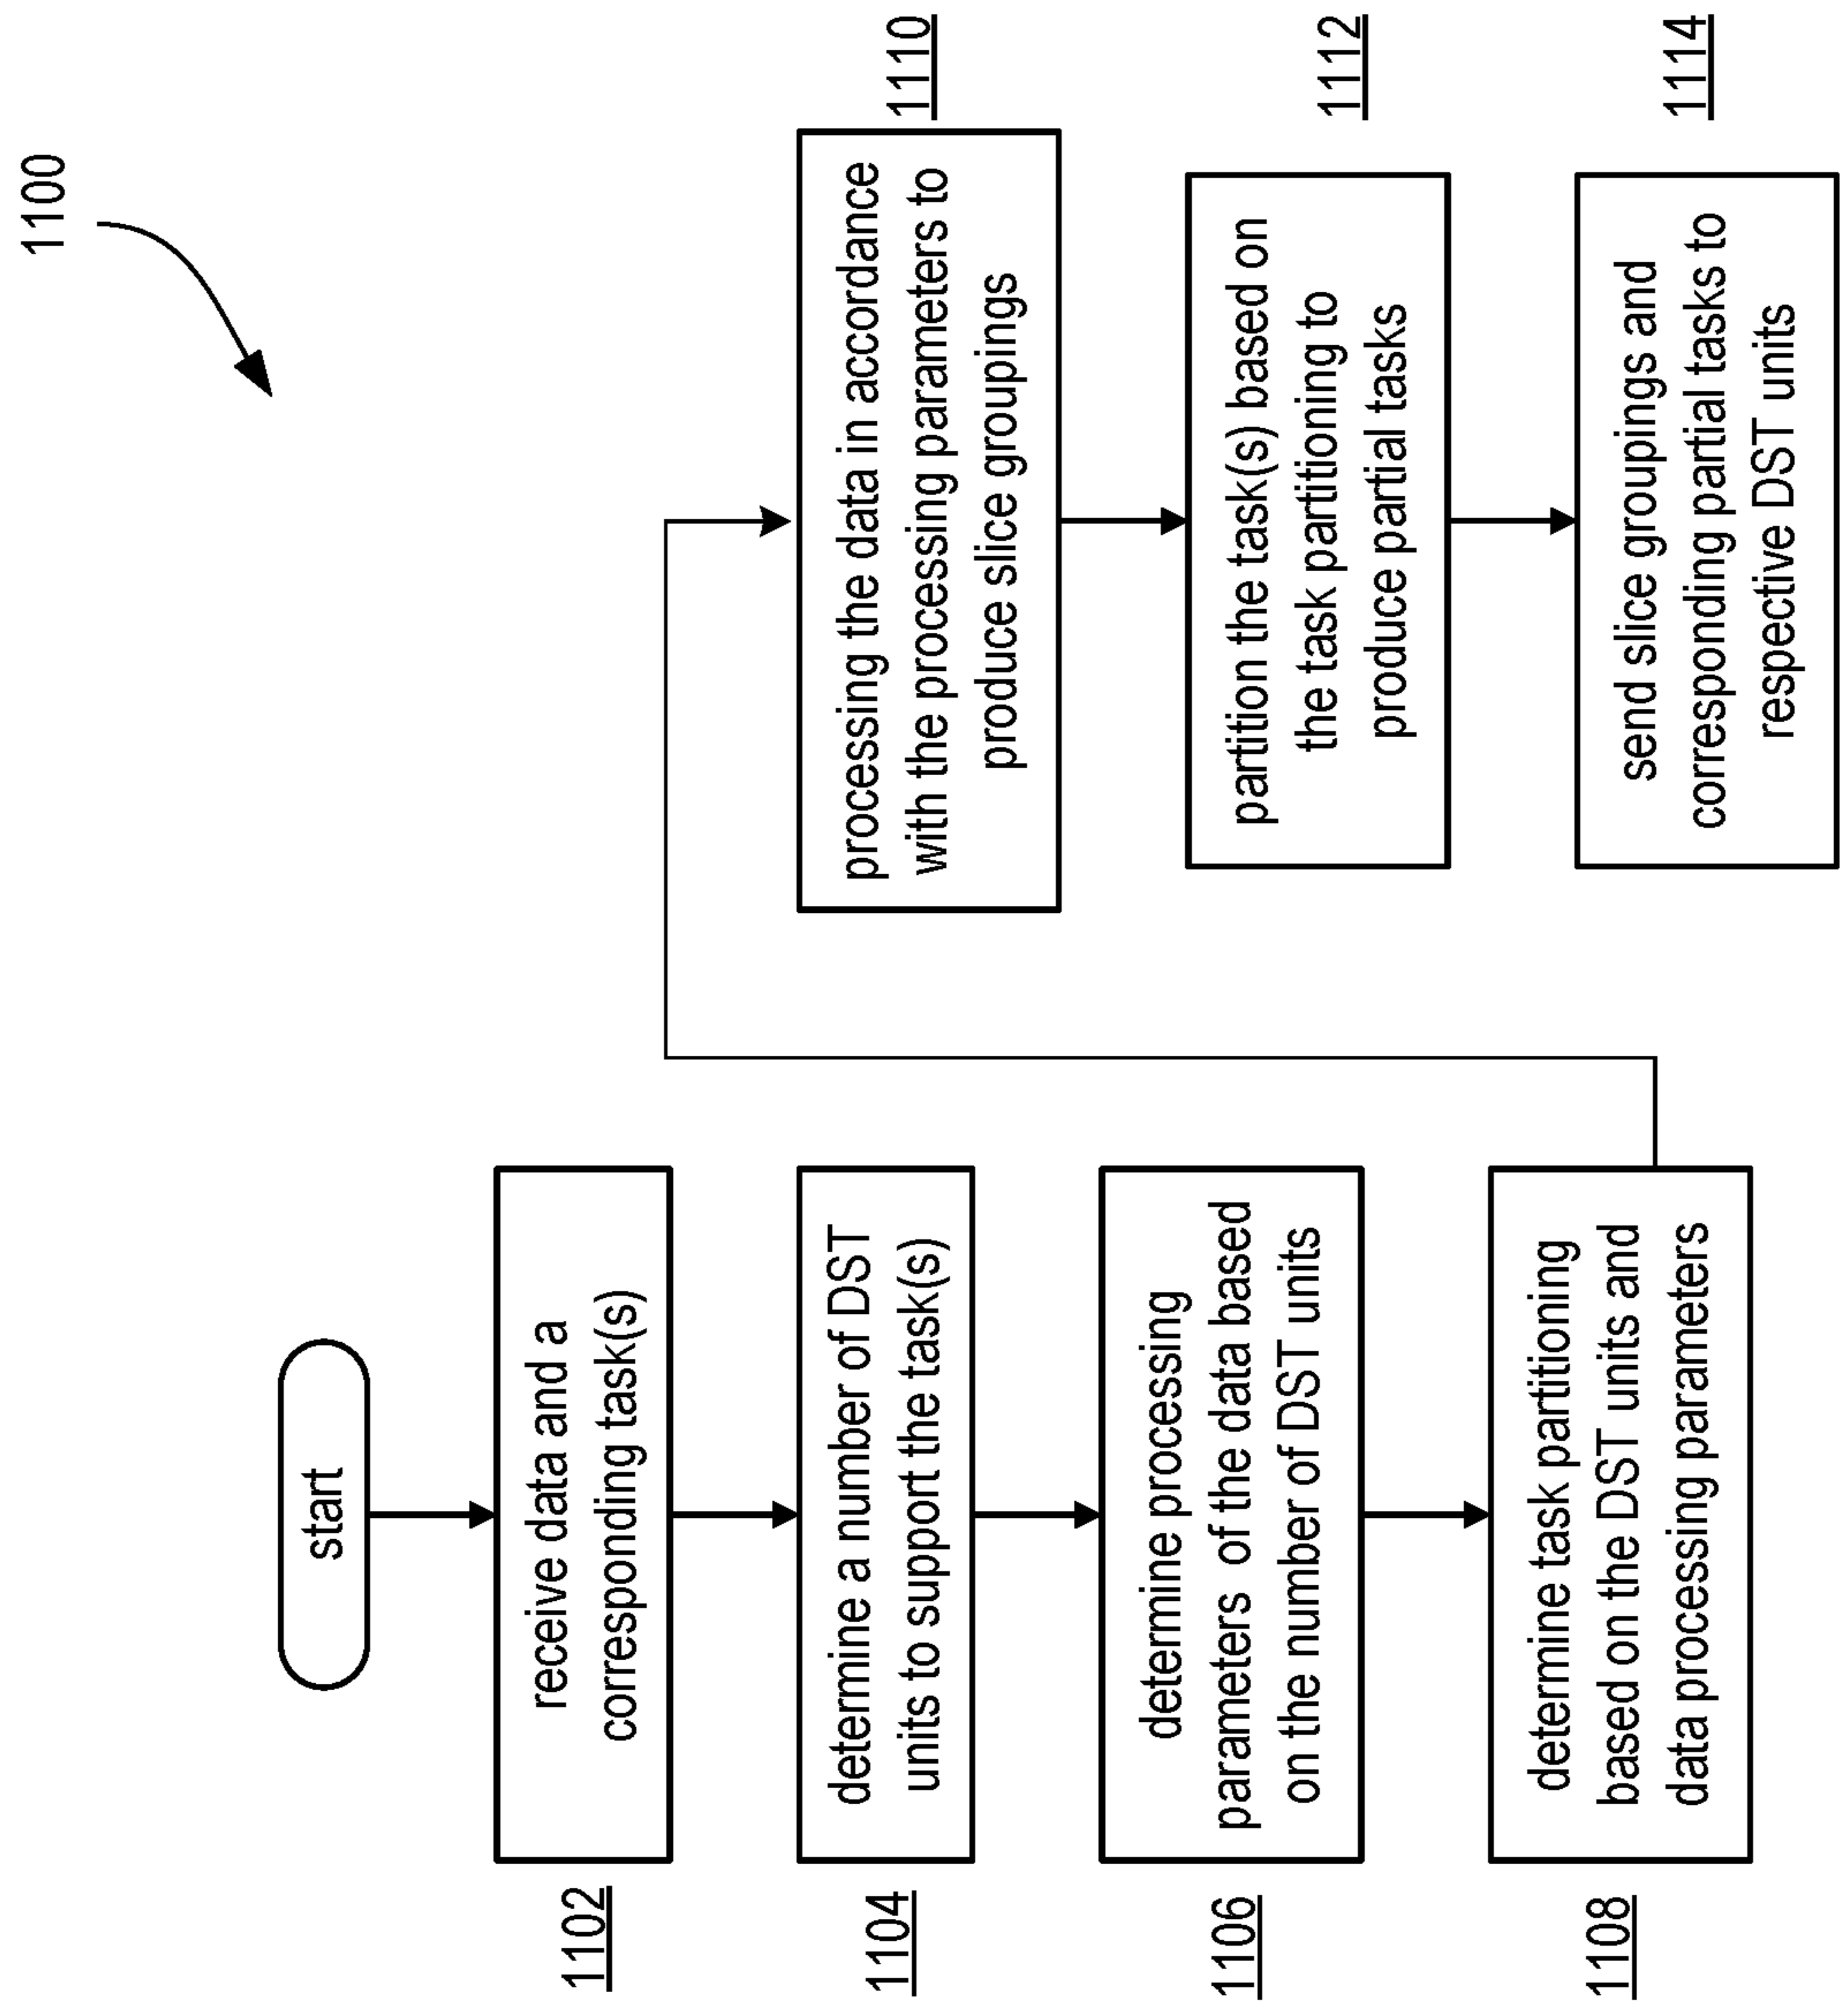 1100
start
receive data and a
corresponding task(s)
1102
determine a number of DST
units to support the task(s)
1104
determine processing
parameters of the data based
on the number of DST units
1106
determine task partitioning
based on the DST units and
data processing parameters
1108
processing the data in accordance
with the processing parameters to
produce slice groupings
1110
partition the task(s) based on
the task partitioning to
produce partial tasks
1112
send slice groupings and
corresponding partial tasks to
respective DST units
1114